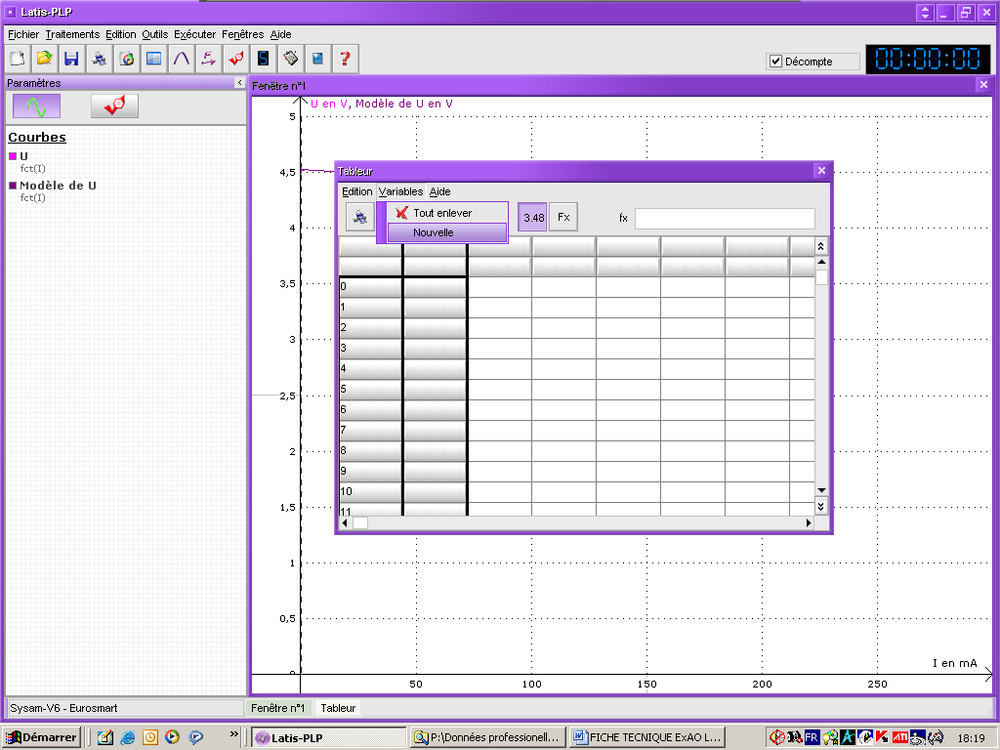 Latis-PLP
Fichier Traitements Edition Outils Exécuter Fenêtres Aide
Décompte
00:00:00
Paramètres
Fenêtre n°1
Courbes
U
fct(I)
Modèle de U
fct(I)
U en V, Modèle de U en V
5
4,5
4
3,5
3
2,5
2
1,5
1
0,5
0
50 100 150 200 250
I en mA
Tableur
Edition Variables Aide
Tout enlever
Nouvelle
3.48 Fx fx
0
1
2
3
4
5
6
7
8
9
10
11
Sysam-V6 - Eurosmart
Fenêtre n°1 Tableur
Démarrer » Latis-PLP P:\Données professionell... FICHE TECHNIQUE ExAO L... FR ATI 18:19